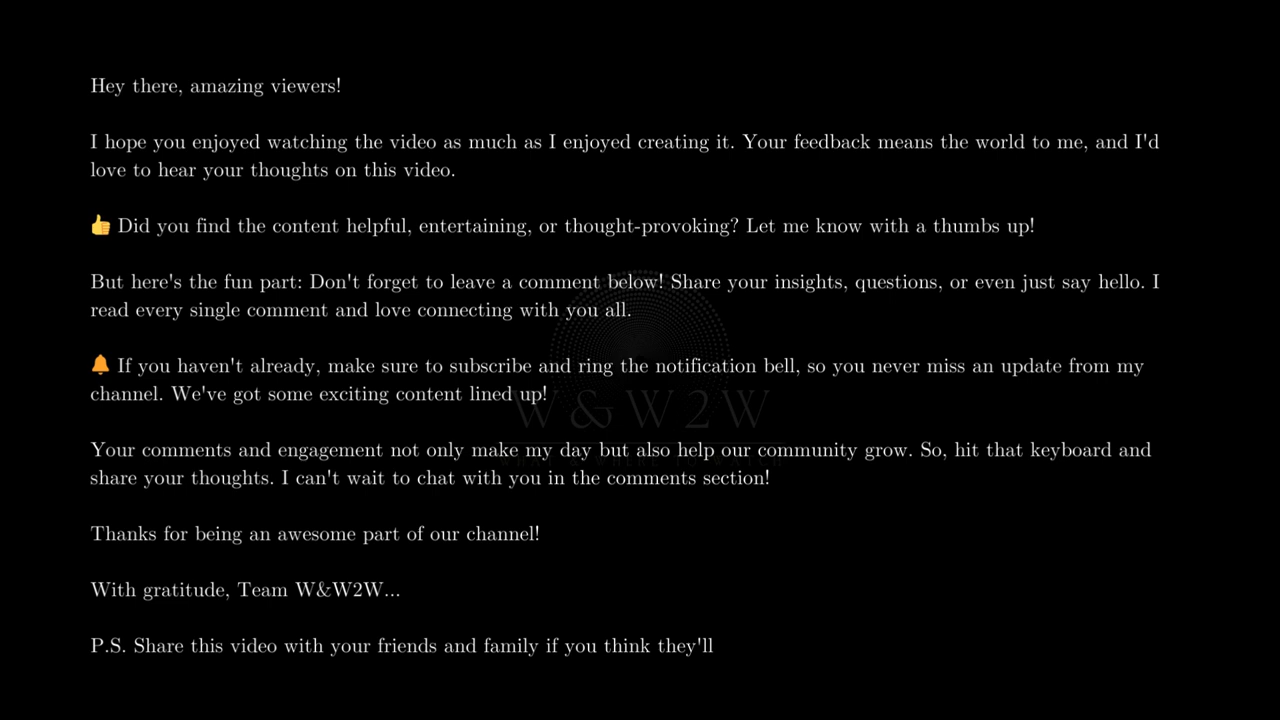 Hey there, amazing viewers!
I hope you enjoyed watching the video as much as I enjoyed creating it. Your feedback means the world to me, and I'd
love to hear your thoughts on this video.
👍 Did you find the content helpful, entertaining, or thought-provoking? Let me know with a thumbs up!
But here's the fun part: Don't forget to leave a comment below! Share your insights, questions, or even just say hello. I
read every single comment and love connecting with you all.
🔔 If you haven't already, make sure to subscribe and ring the notification bell, so you never miss an update from my
channel. We've got some exciting content lined up!
W&W2W
Your comments and engagement not only make my day but also help our community grow. So, hit that keyboard and
share your thoughts. I can't wait to chat with you in the comments section!
Thanks for being an awesome part of our channel!
With gratitude, Team W&W2W...
P.S. Share this video with your friends and family if you think they'll